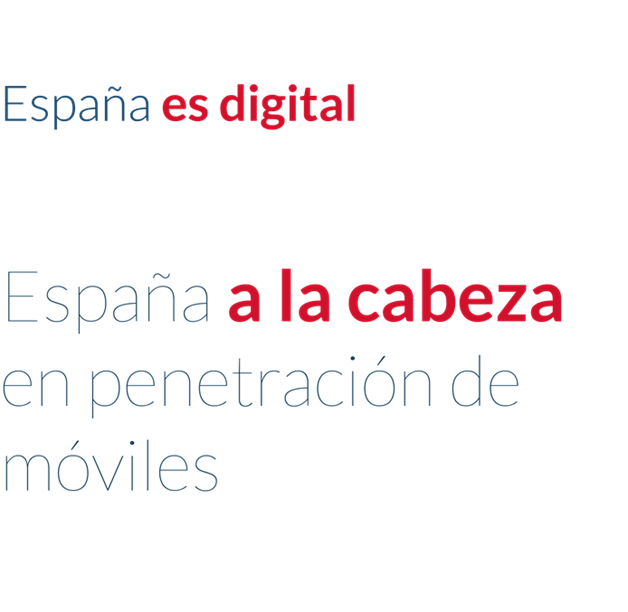 España es digital
España a la cabeza
en penetración de
móviles